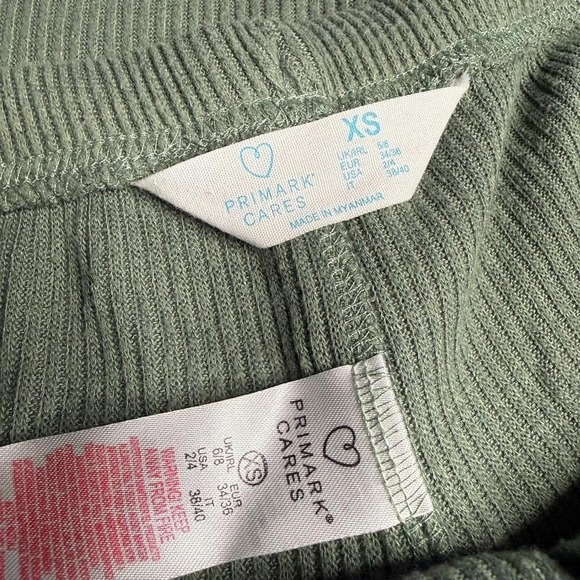 XS
UK/IRL 6/8
EUR 34/36
USA 2/4
IT 38/40
PRIMARK®
CARES
MADE IN MYANMAR
PRIMARK®
CARES
XS
UK/IRL EUR
6/8 34/36
USA IT
2/4 38/40
WARNING! KEEP
AWAY FROM FIRE